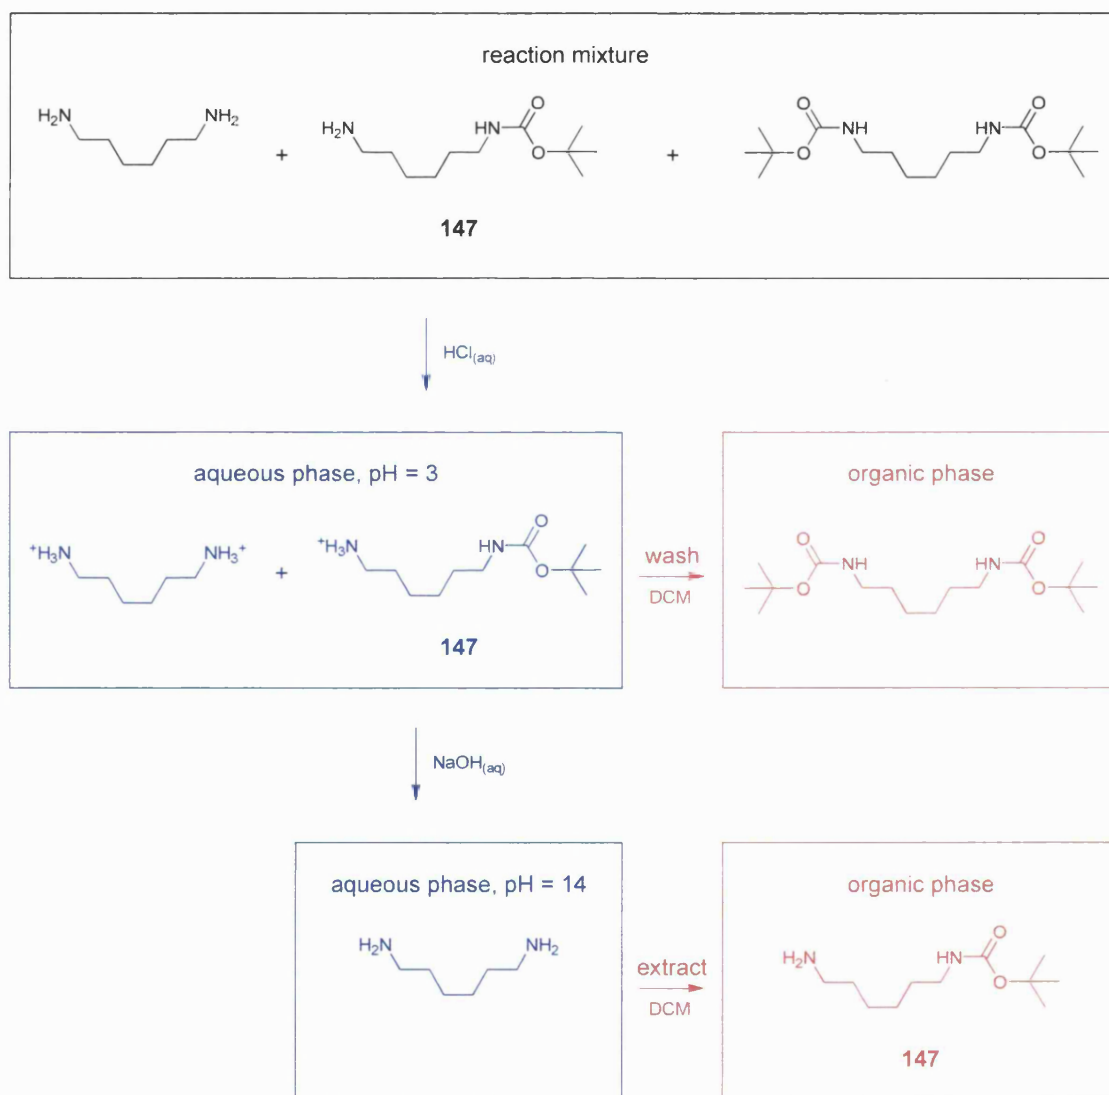 reaction mixture
H₂N NH₂ + H₂N HN O O + O O NH HN O O
147
HCl(aq)
aqueous phase, pH = 3
⁺H₃N NH₃⁺ + ⁺H₃N HN O O
147
wash
DCM
organic phase
O O NH HN O O
NaOH(aq)
aqueous phase, pH = 14
H₂N NH₂
extract
DCM
organic phase
H₂N HN O O
147